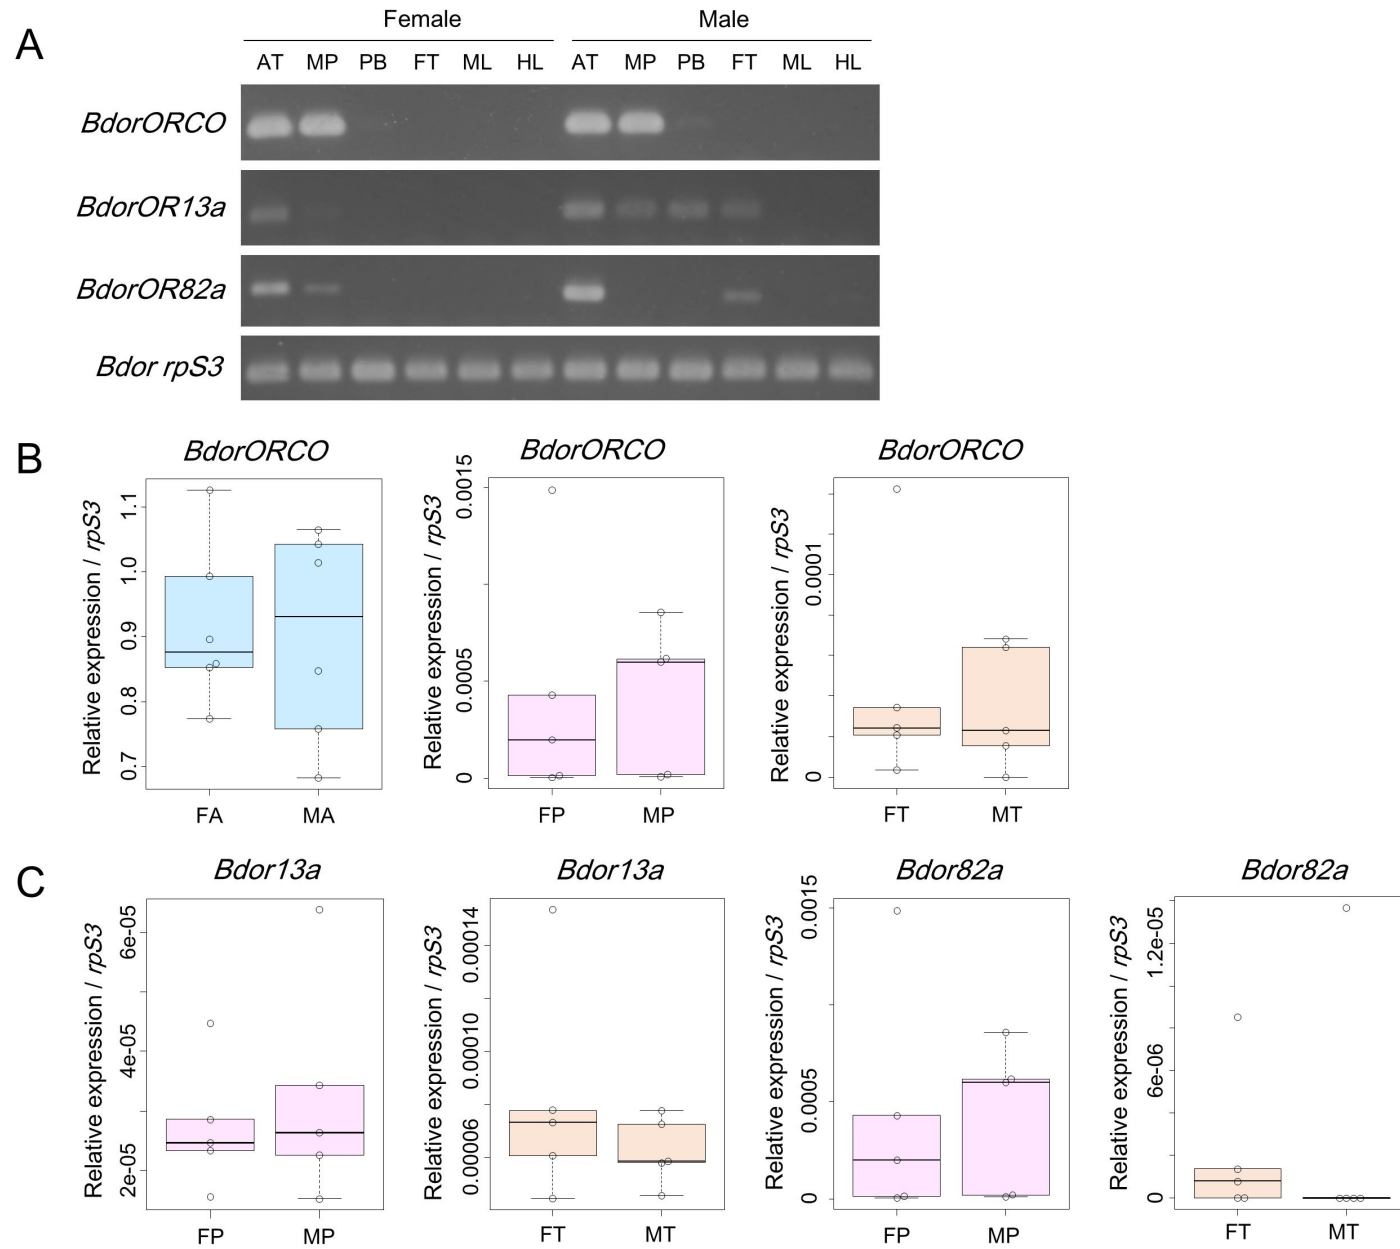 A
Female Male
AT MP PB FT ML HL AT MP PB FT ML HL
BdorORCO
BdorOR13a
BdorOR82a
Bdor rpS3
B
BdorORCO
Relative expression / rpS3
1.1
1.0
0.9
0.8
0.7
FA MA
BdorORCO
Relative expression / rpS3
0.0015
0.0005
0
FP MP
BdorORCO
Relative expression / rpS3
0.0001
0
FT MT
C
Bdor13a
Relative expression / rpS3
6e-05
4e-05
2e-05
FP MP
Bdor13a
Relative expression / rpS3
0.00014
0.00010
0.00006
FT MT
Bdor82a
Relative expression / rpS3
0.0015
0.0005
0
FP MP
Bdor82a
Relative expression / rpS3
1.2e-05
6e-06
0
FT MT